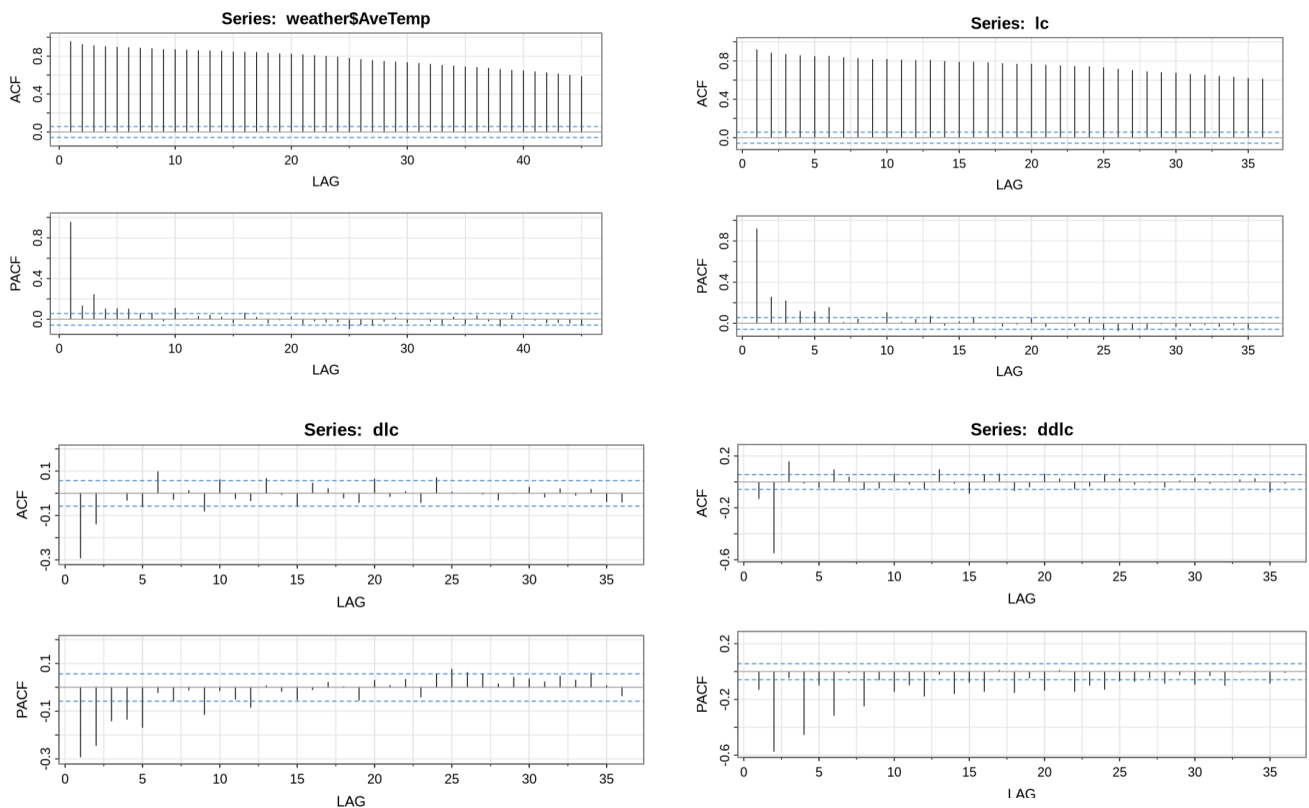 Series: weather$AveTemp
ACF
0.0 0.4 0.8
0 10 20 30 40
LAG
PACF
0.0 0.4 0.8
0 10 20 30 40
LAG
Series: lc
ACF
0.0 0.4 0.8
0 5 10 15 20 25 30 35
LAG
PACF
0.0 0.4 0.8
0 5 10 15 20 25 30 35
LAG
Series: dlc
ACF
-0.3 -0.1 0.1
0 5 10 15 20 25 30 35
LAG
PACF
-0.3 -0.1 0.1
0 5 10 15 20 25 30 35
LAG
Series: ddlc
ACF
-0.6 -0.2 0.2
0 5 10 15 20 25 30 35
LAG
PACF
-0.6 -0.2 0.2
0 5 10 15 20 25 30 35
LAG